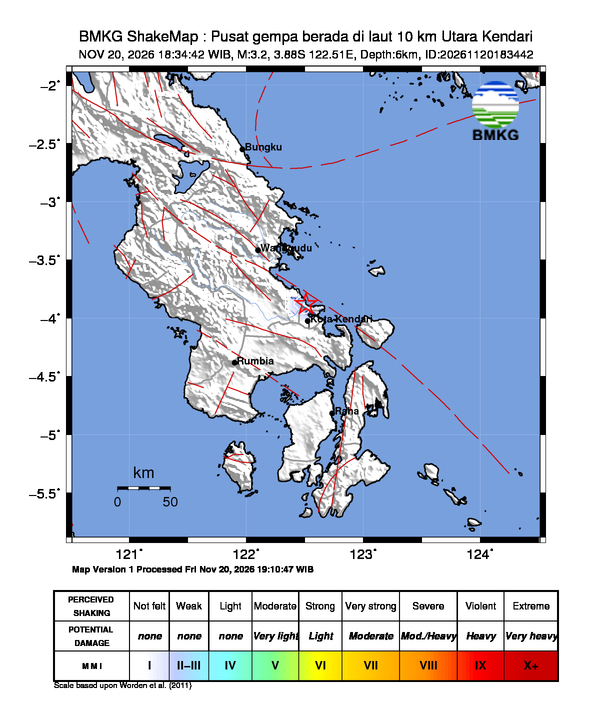 BMKG ShakeMap : Pusat gempa berada di laut 10 km Utara Kendari
NOV 20, 2026 18:34:42 WIB, M:3.2, 3.88S 122.51E, Depth:6km, ID:20261120183442
−2˚
BMKG
−2.5˚
Bungku
−3˚
Wanggudu
−3.5˚
−4˚
Kota Kendari
Rumbia
−4.5˚
Raha
−5˚
km
0 50
−5.5˚
121˚ 122˚ 123˚ 124˚
Map Version 1 Processed Fri Nov 20, 2026 19:10:47 WIB
PERCEIVED SHAKING Not felt Weak Light Moderate Strong Very strong Severe Violent Extreme
POTENTIAL DAMAGE none none none Very light Light Moderate Mod./Heavy Heavy Very heavy
MMI I II–III IV V VI VII VIII IX X+
Scale based upon Worden et al. (2011)